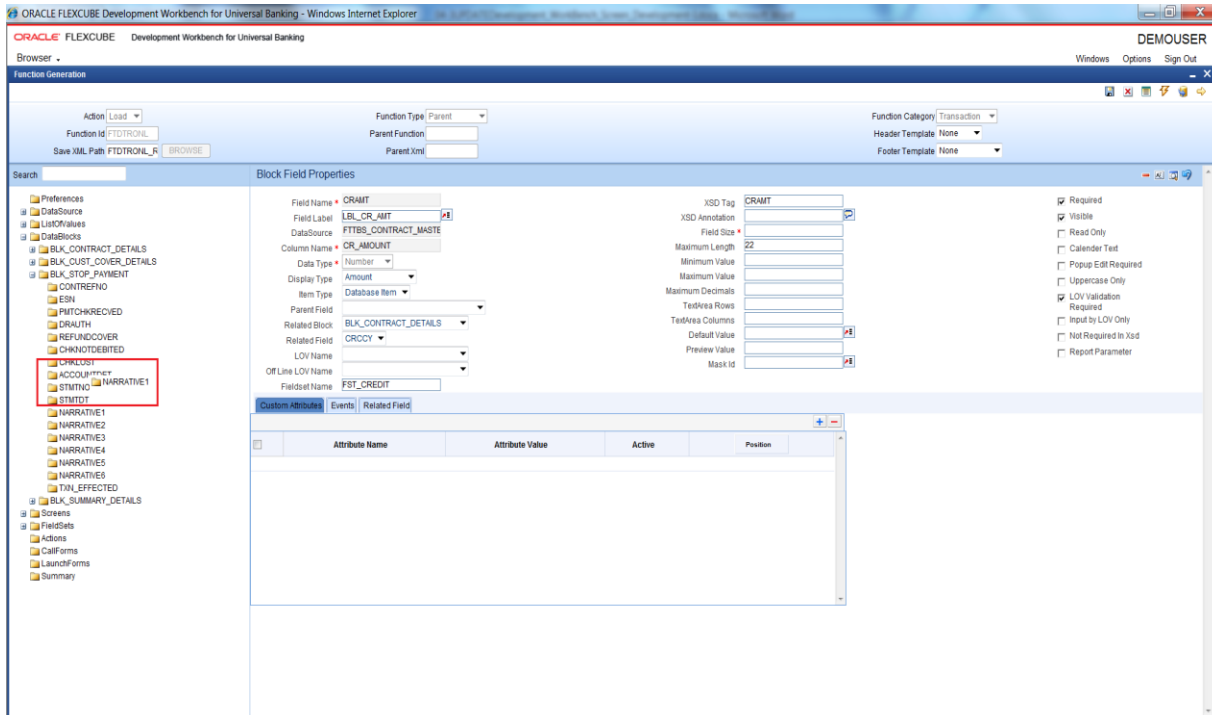 ORACLE FLEXCUBE Development Workbench for Universal Banking - Windows Internet Explorer
ORACLE FLEXCUBE Development Workbench for Universal Banking
DEMOUSER
Browser
Windows Options Sign Out
Function Generation
Action Load
Function Type Parent
Function Category Transaction
Function Id FTDTRONL
Parent Function
Header Template None
Save XML Path FTDTRONL_R BROWSE
Parent Xml
Footer Template None
Search
Preferences
DataSource
ListOfValues
DataBlocks
BLK_CONTRACT_DETAILS
BLK_CUST_COVER_DETAILS
BLK_STOP_PAYMENT
CONTREFNO
ESN
PMTCHKRECVED
DRAUTH
REFUNDCOVER
CHKNOTDEBITED
CHKLOST
ACCOUNTDET
NARRATIVE1
STMTNO
STMTDT
NARRATIVE1
NARRATIVE2
NARRATIVE3
NARRATIVE4
NARRATIVE5
NARRATIVE6
TXN_EFFECTED
BLK_SUMMARY_DETAILS
Screens
FieldSets
Actions
CallForms
LaunchForms
Summary
Block Field Properties
Field Name * CRAMT
Field Label LBL_CR_AMT
DataSource FTTBS_CONTRACT_MASTE
Column Name * CR_AMOUNT
Data Type * Number
Display Type Amount
Item Type Database Item
Parent Field
Related Block BLK_CONTRACT_DETAILS
Related Field CRCCY
LOV Name
Off Line LOV Name
Fieldset Name FST_CREDIT
XSD Tag CRAMT
XSD Annotation
Field Size *
Maximum Length 22
Minimum Value
Maximum Value
Maximum Decimals
TextArea Rows
TextArea Columns
Default Value
Preview Value
Mask Id
Required
Visible
Read Only
Calender Text
Popup Edit Required
Uppercase Only
LOV Validation
Required
Input by LOV Only
Not Required In Xsd
Report Parameter
Custom Attributes Events Related Field
Attribute Name Attribute Value Active Position